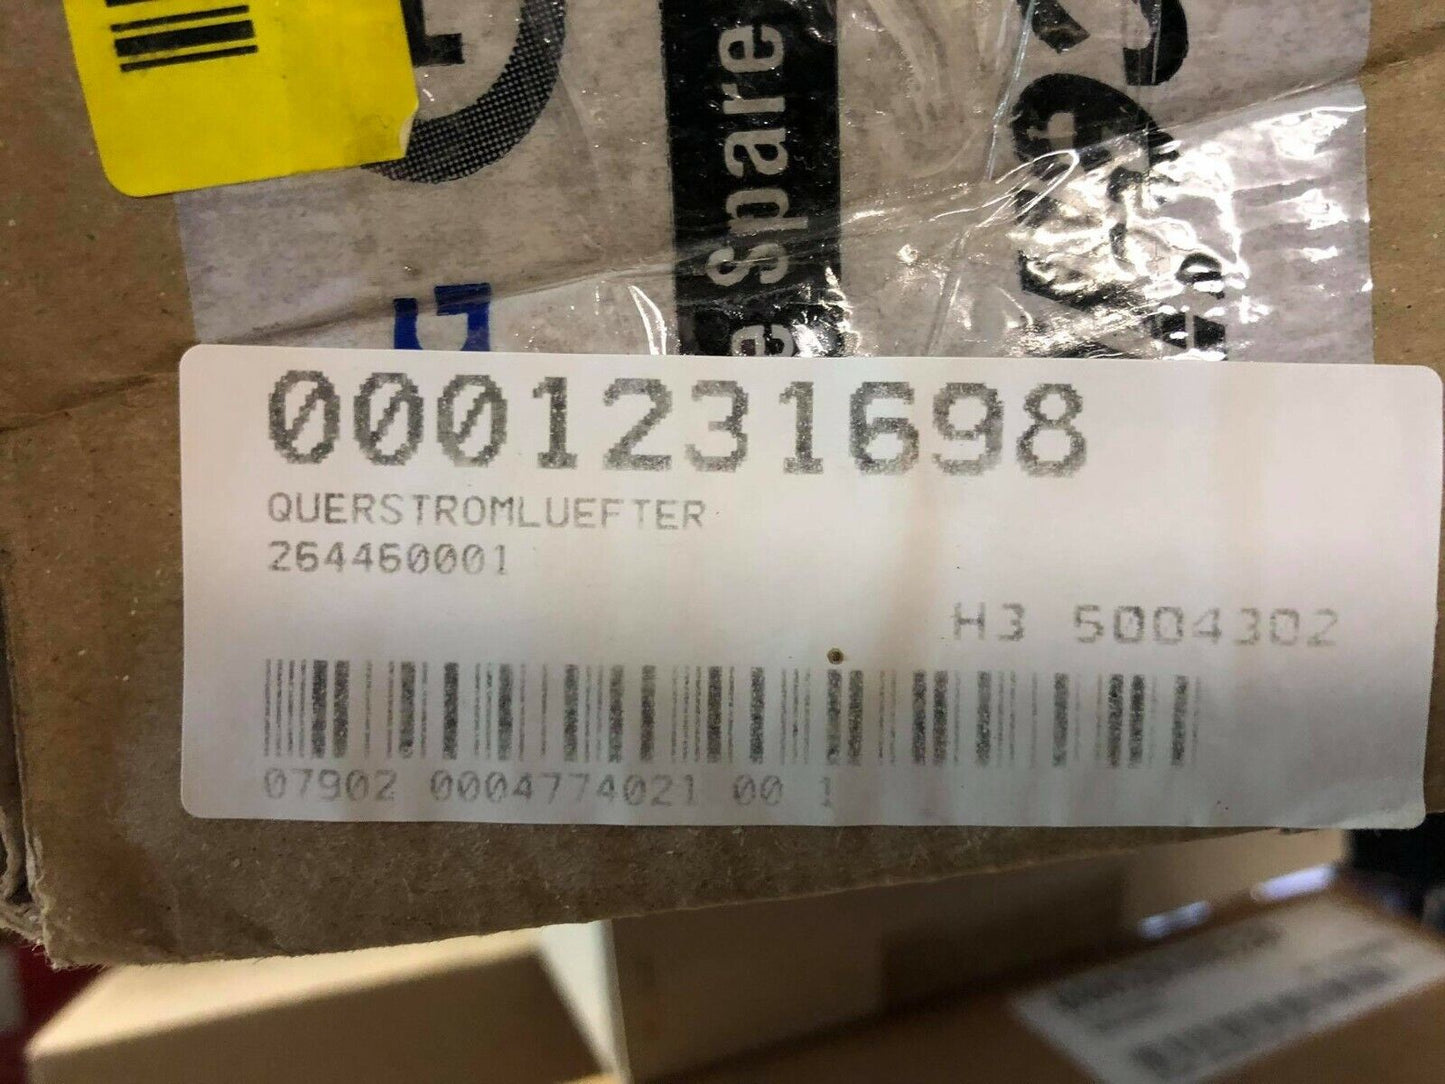 Spare
0001231698
QUERSTROMLUEFTER
264460001
H3 5004302
07902 0004774021 00 1